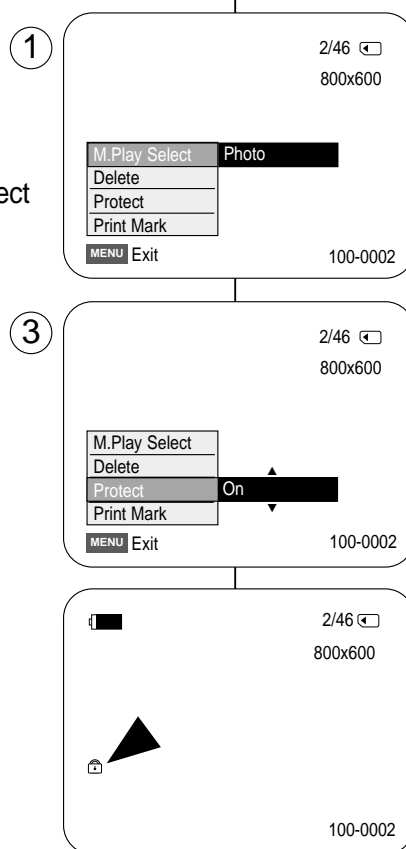 1
2/46
800x600
M.Play Select Photo
ect
Delete
Protect
Print Mark
MENU Exit 100-0002
3
2/46
800x600
M.Play Select
Delete
Protect On
Print Mark
MENU Exit 100-0002
2/46
800x600
100-0002